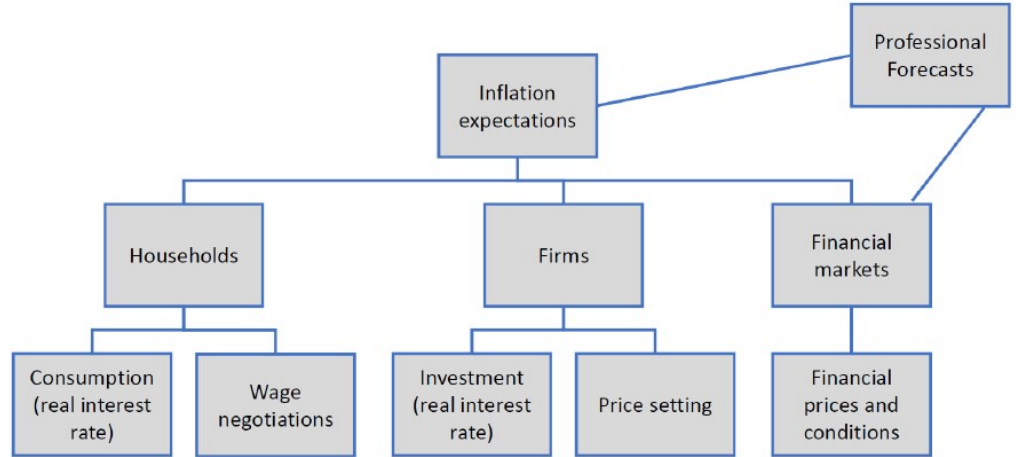 Professional
Forecasts
Inflation
expectations
Households
Firms
Financial
markets
Consumption
(real interest
rate)
Wage
negotiations
Investment
(real interest
rate)
Price setting
Financial
prices and
conditions